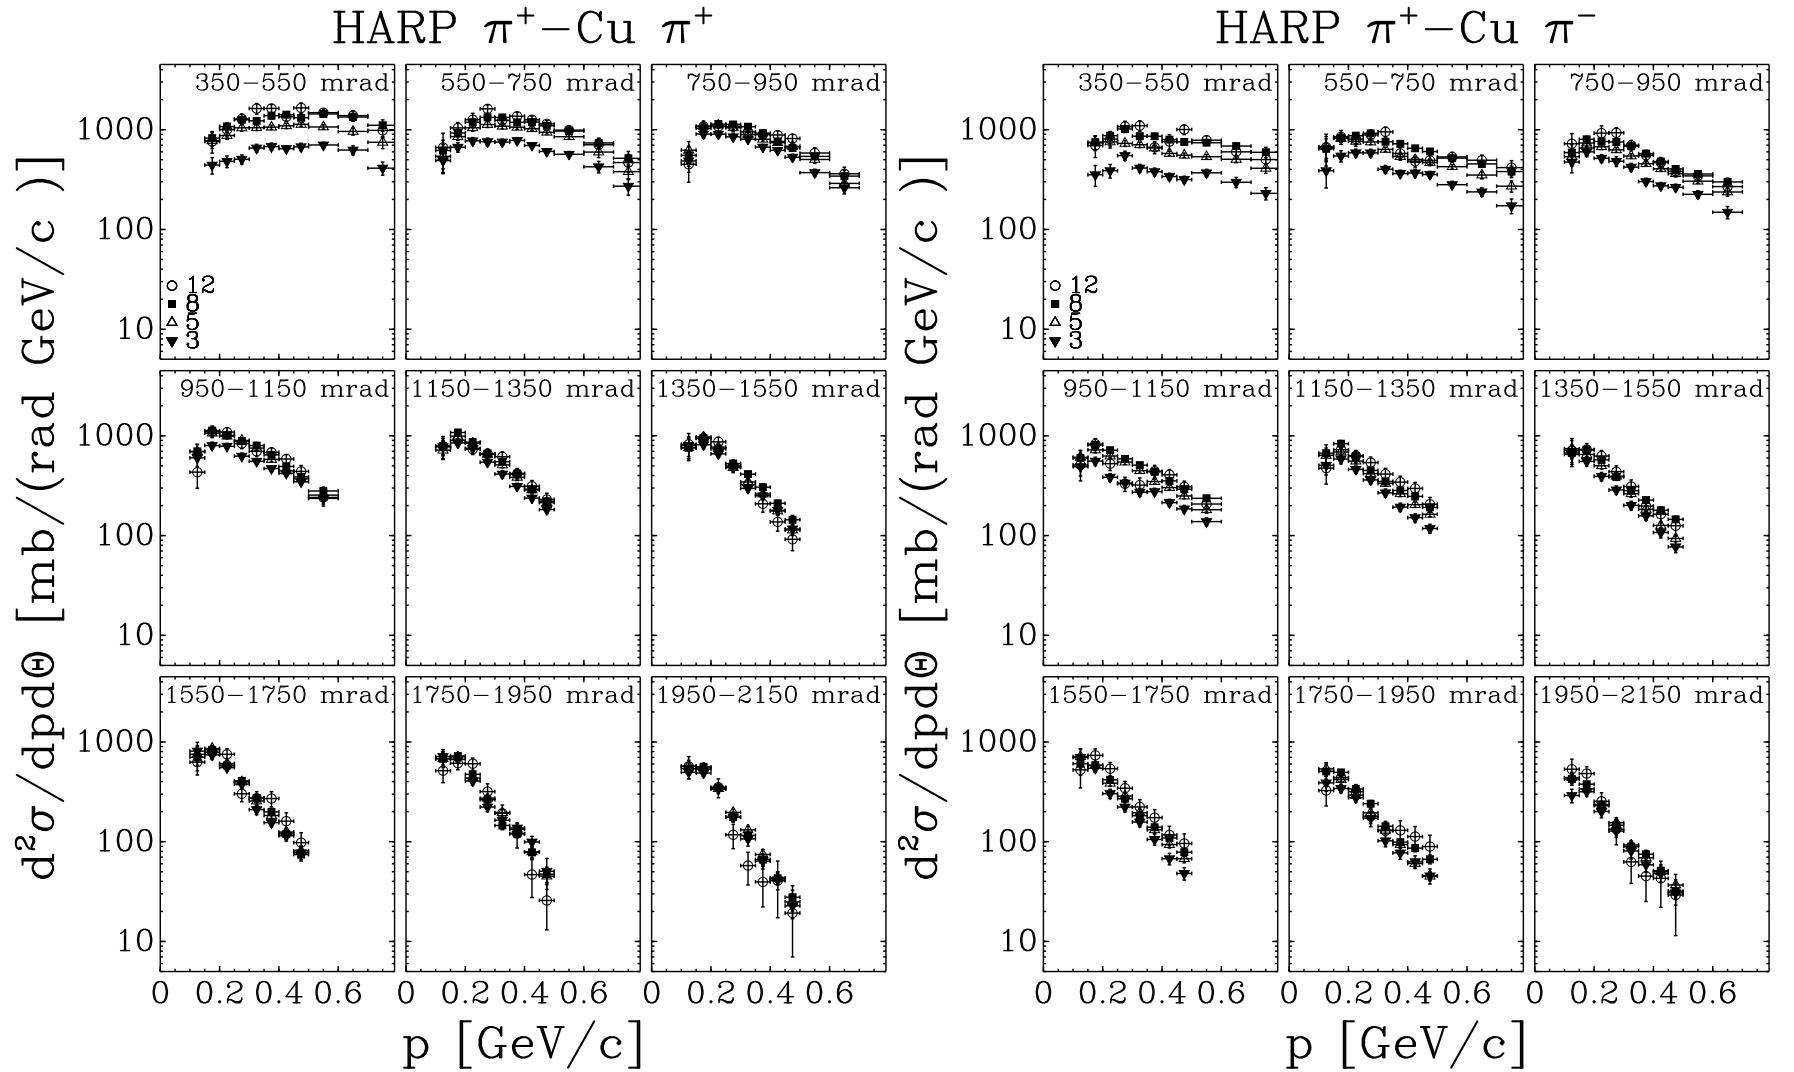 HARP π⁺−Cu π⁺
350−550 mrad
550−750 mrad
750−950 mrad
1000
100
10
12
8
5
3
950−1150 mrad
1150−1350 mrad
1350−1550 mrad
1000
100
10
1550−1750 mrad
1750−1950 mrad
1950−2150 mrad
1000
100
10
0 0.2 0.4 0.6 0 0.2 0.4 0.6 0 0.2 0.4 0.6
p [GeV/c]
d²σ/dpdΘ [mb/(rad GeV/c )]
HARP π⁺−Cu π⁻
350−550 mrad
550−750 mrad
750−950 mrad
1000
100
10
12
8
5
3
950−1150 mrad
1150−1350 mrad
1350−1550 mrad
1000
100
10
1550−1750 mrad
1750−1950 mrad
1950−2150 mrad
1000
100
10
0 0.2 0.4 0.6 0 0.2 0.4 0.6 0 0.2 0.4 0.6
p [GeV/c]
d²σ/dpdΘ [mb/(rad GeV/c )]